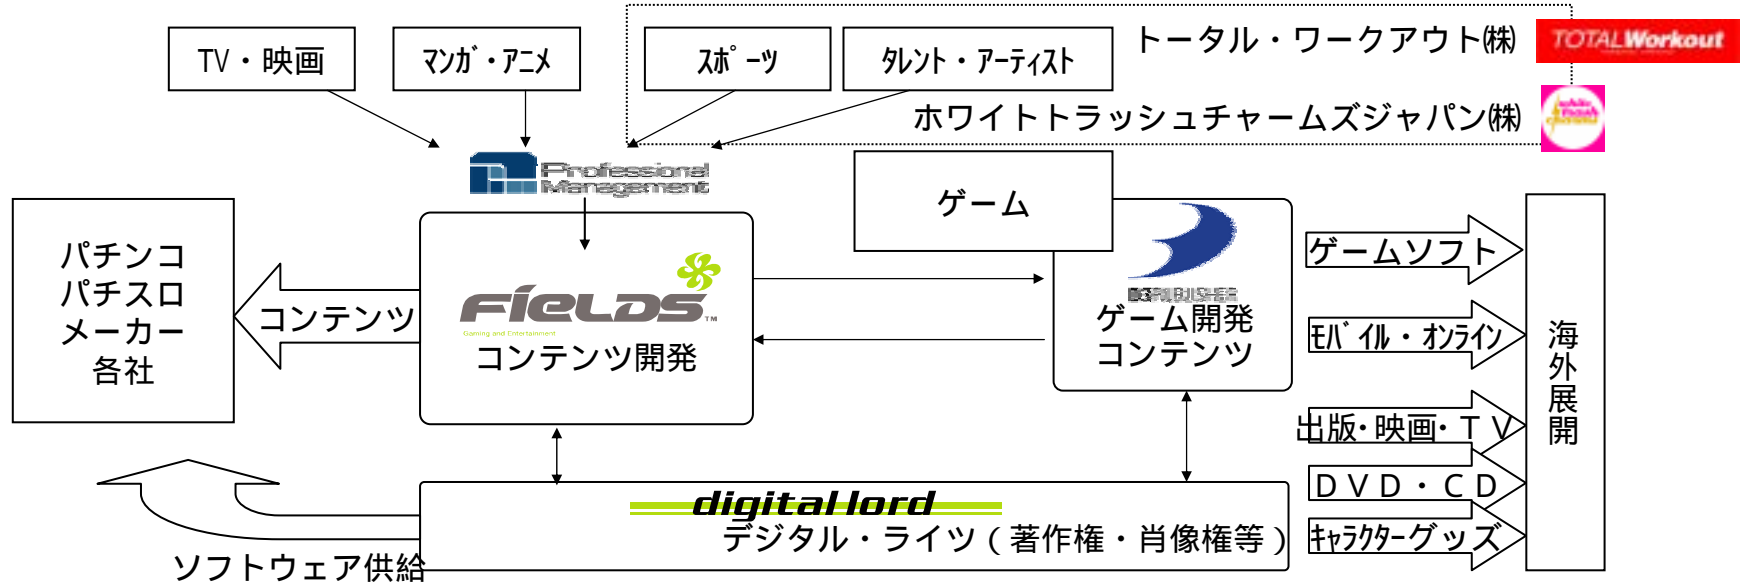 トータル・ワークアウト㈱
TOTAL Workout
TV・映画
マンガ・アニメ
スポーツ
タレント・アーティスト
ホワイトトラッシュチャームズジャパン㈱
Professional
Management
ゲーム
パチンコ
パチスロ
メーカー
各社
コンテンツ
FIELDS™
Gaming and Entertainment
コンテンツ開発
D3PUBLISHER
ゲーム開発
コンテンツ
ゲームソフト
モバイル・オンライン
出版・映画・TV
DVD・CD
キャラクターグッズ
海外展開
digital lord
デジタル・ライツ(著作権・肖像権等)
ソフトウェア供給